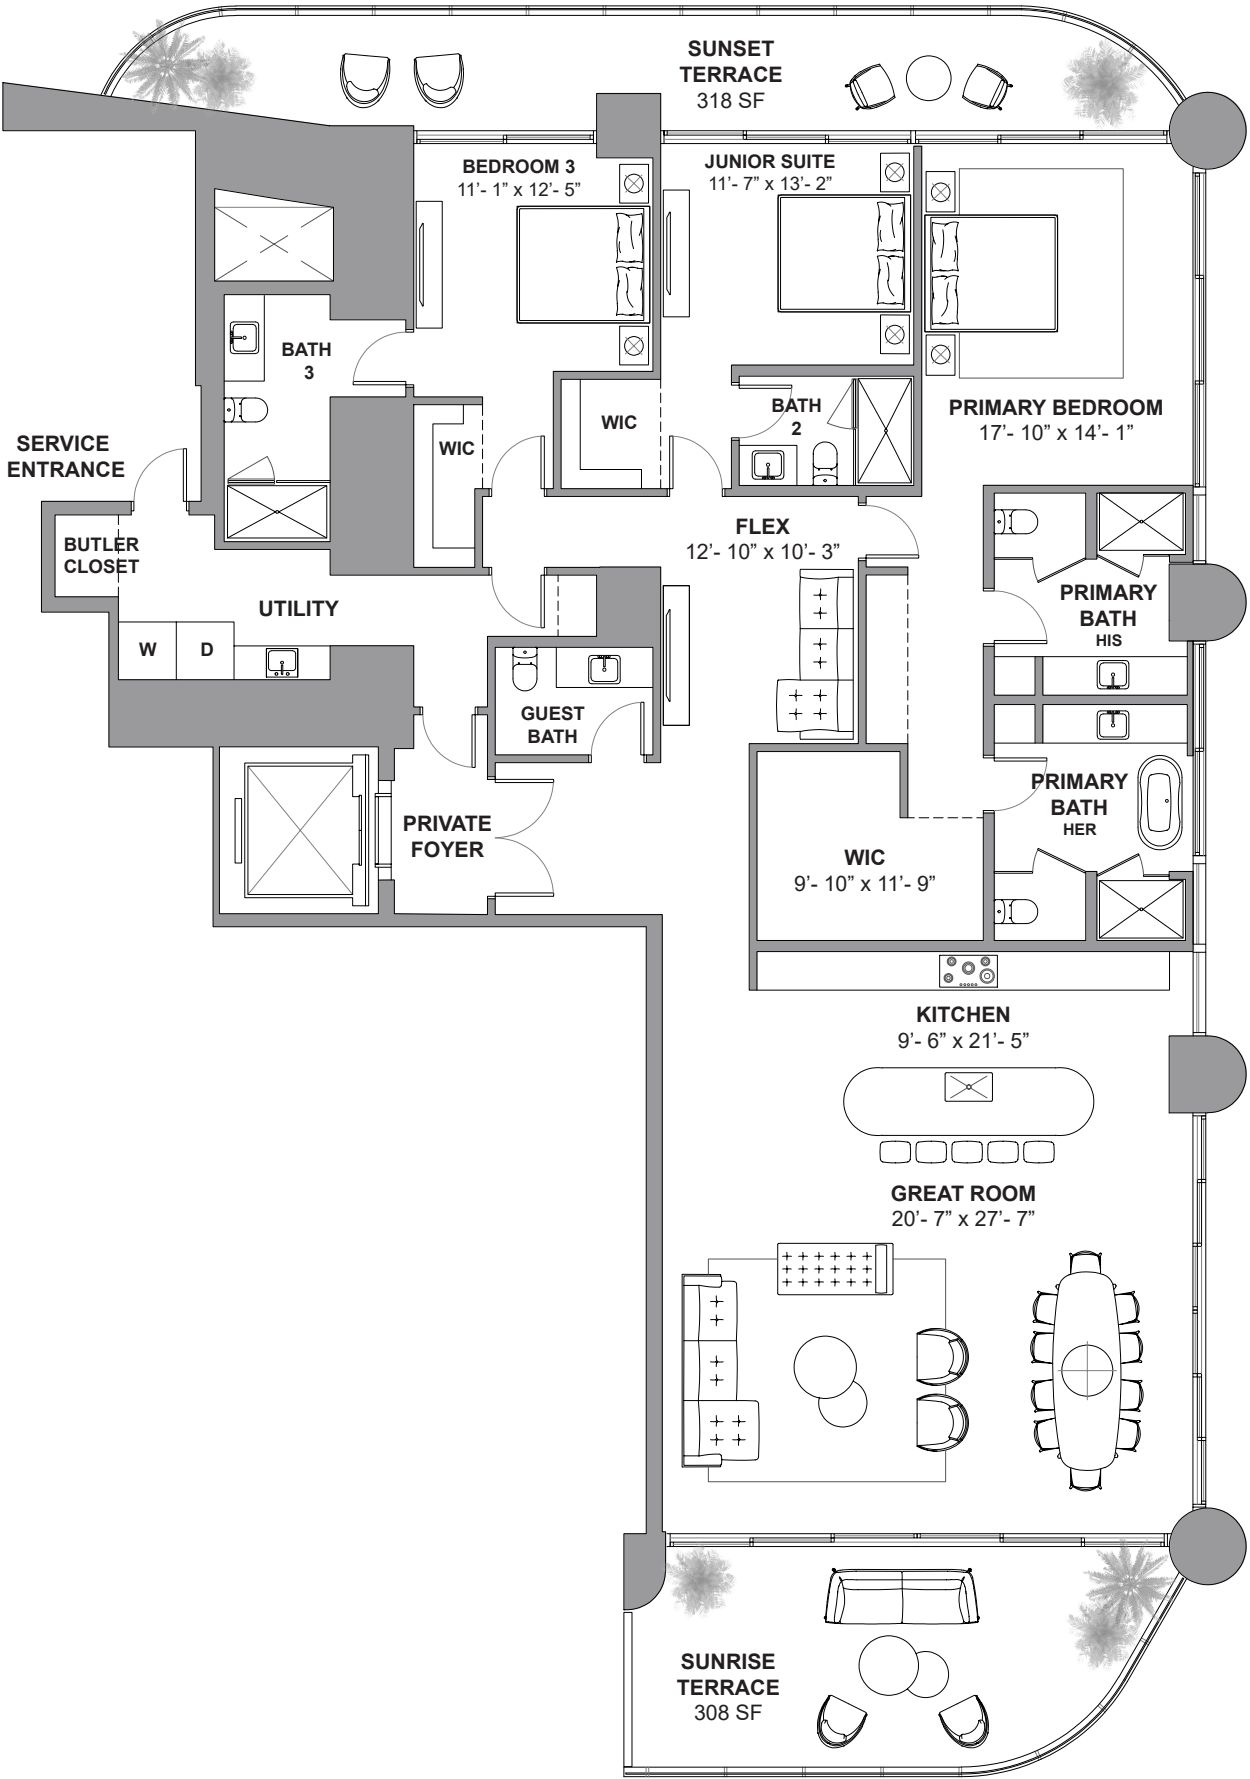 SUNSET
TERRACE
318 SF
BEDROOM 3
11’- 1” x 12’- 5”
JUNIOR SUITE
11’- 7” x 13’- 2”
BATH
3
WIC
WIC
BATH
2
PRIMARY BEDROOM
17’- 10” x 14’- 1”
SERVICE
ENTRANCE
BUTLER
CLOSET
FLEX
12’- 10” x 10’- 3”
UTILITY
W
D
PRIMARY
BATH
HIS
GUEST
BATH
PRIMARY
BATH
HER
PRIVATE
FOYER
WIC
9’- 10” x 11’- 9”
KITCHEN
9’- 6” x 21’- 5”
GREAT ROOM
20’- 7” x 27’- 7”
SUNRISE
TERRACE
308 SF